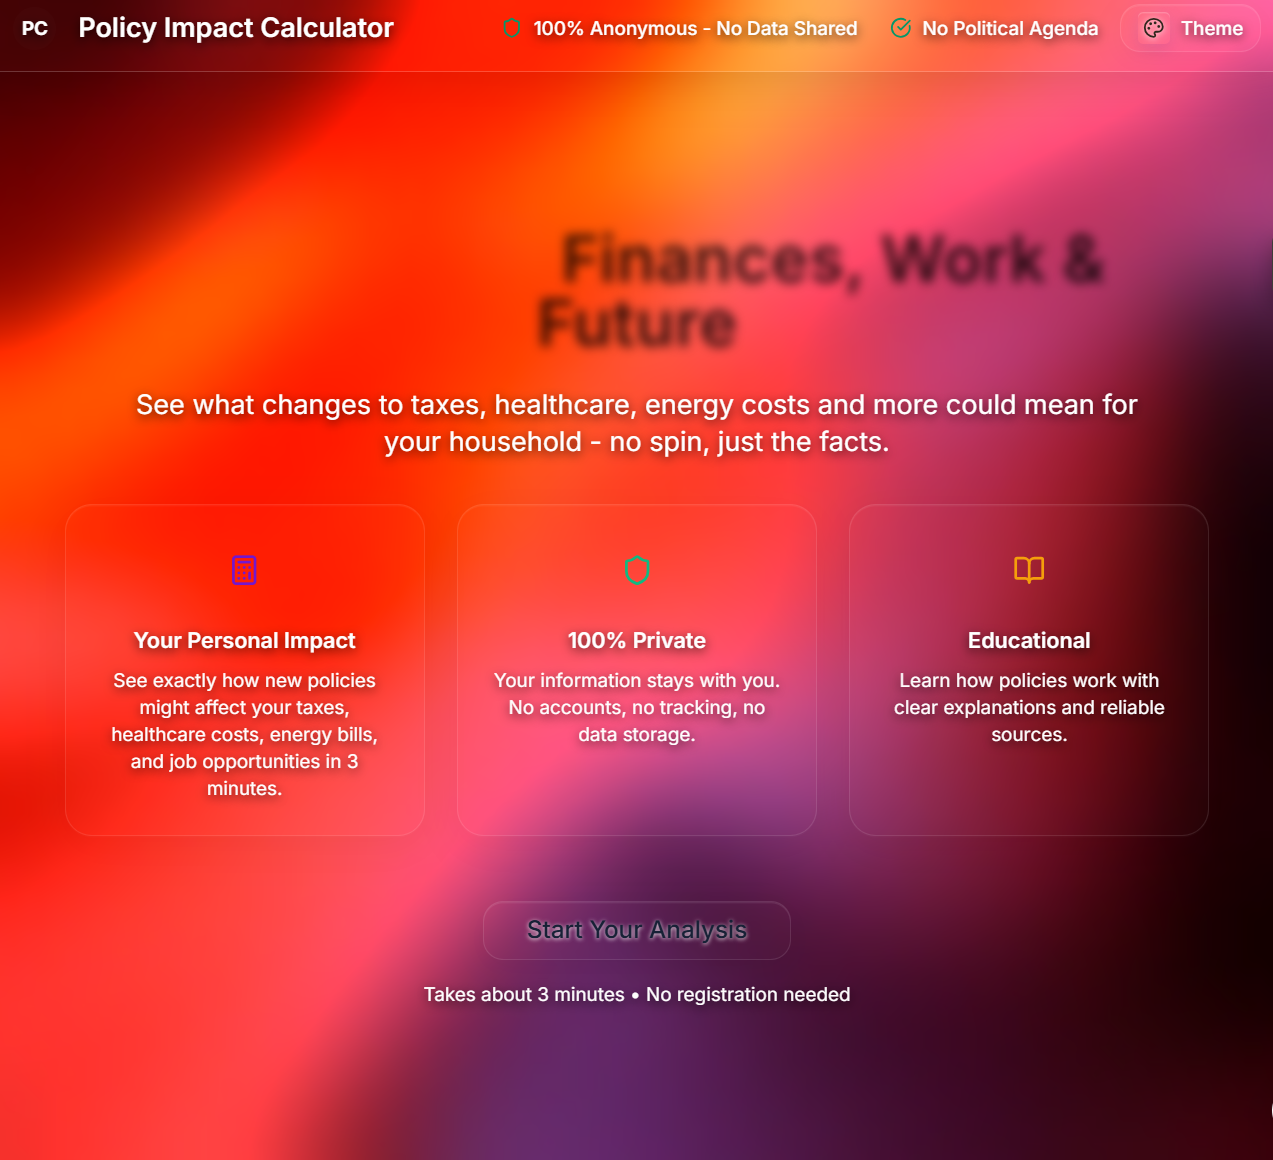 PC
Policy Impact Calculator
100% Anonymous - No Data Shared
No Political Agenda
Theme
Finances, Work &
Future
See what changes to taxes, healthcare, energy costs and more could mean for
your household - no spin, just the facts.
Your Personal Impact
See exactly how new policies
might affect your taxes,
healthcare costs, energy bills,
and job opportunities in 3
minutes.
100% Private
Your information stays with you.
No accounts, no tracking, no
data storage.
Educational
Learn how policies work with
clear explanations and reliable
sources.
Start Your Analysis
Takes about 3 minutes • No registration needed